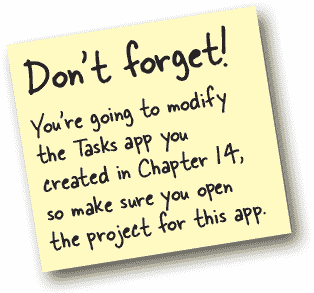 Don't forget!
You're going to modify
the Tasks app you
created in Chapter 14,
so make sure you open
the project for this app.